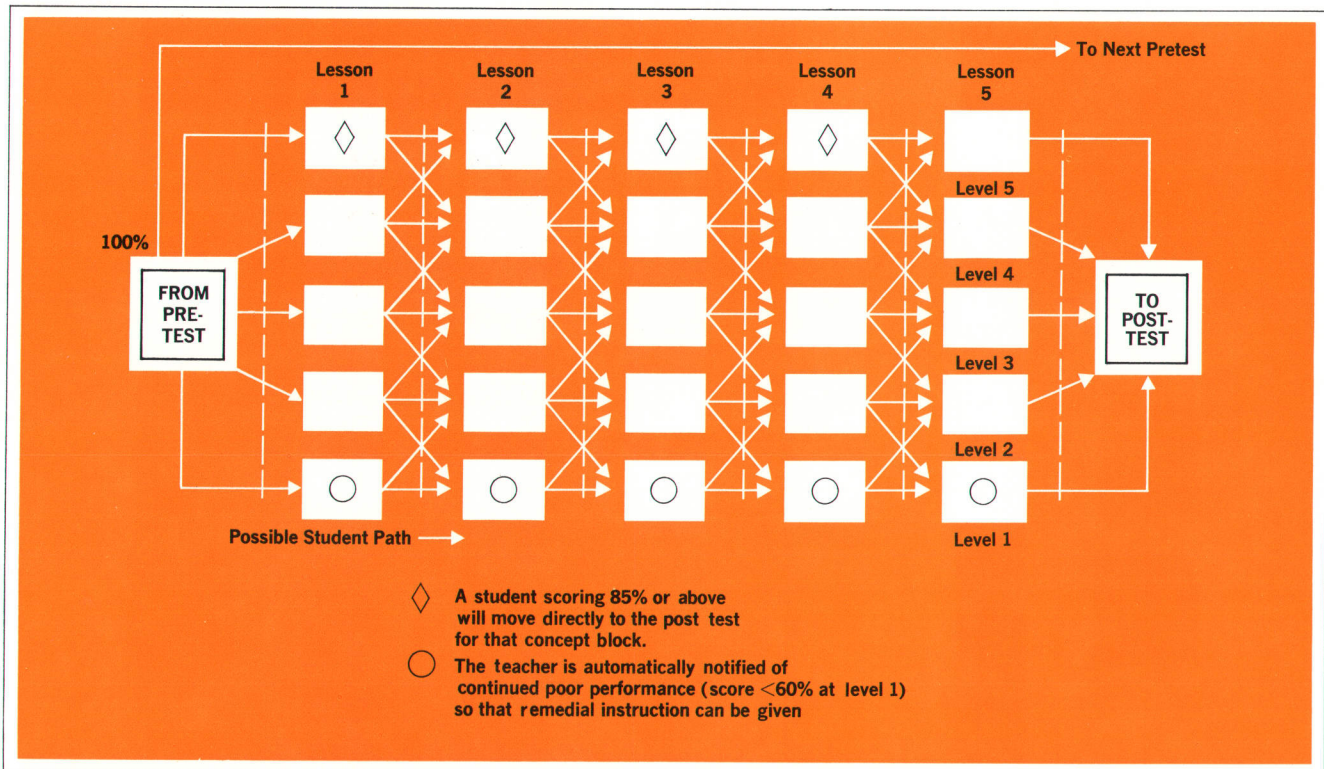 To Next Pretest
Lesson
1
Lesson
2
Lesson
3
Lesson
4
Lesson
5
Level 5
100%
Level 4
FROM
PRE-
TEST
TO
POST-
TEST
Level 3
Level 2
Possible Student Path
Level 1
A student scoring 85% or above
will move directly to the post test
for that concept block.
The teacher is automatically notified of
continued poor performance (score <60% at level 1)
so that remedial instruction can be given